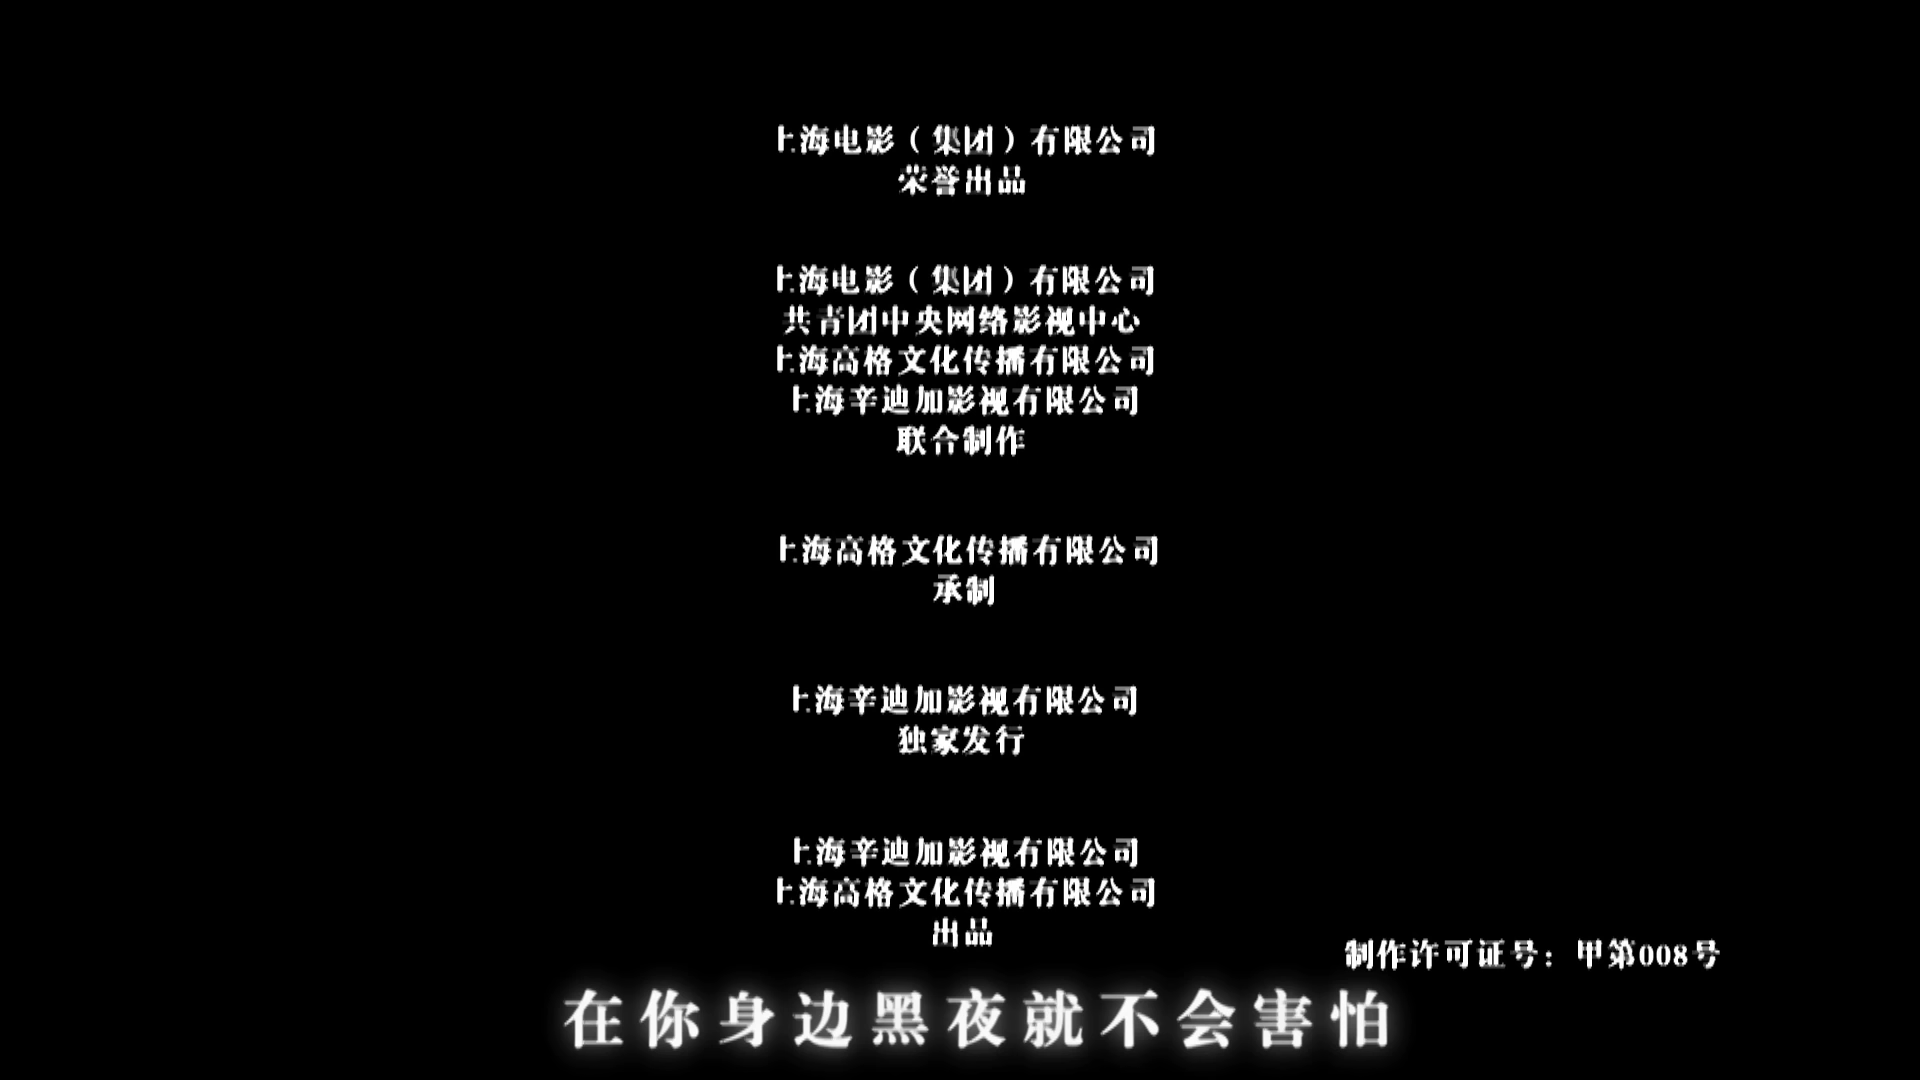 上海电影（集团）有限公司
荣誉出品
上海电影（集团）有限公司
共青团中央网络影视中心
上海高格文化传播有限公司
上海辛迪加影视有限公司
联合制作
上海高格文化传播有限公司
承制
上海辛迪加影视有限公司
独家发行
上海辛迪加影视有限公司
上海高格文化传播有限公司
出品
制作许可证号：甲第008号
在你身边黑夜就不会害怕